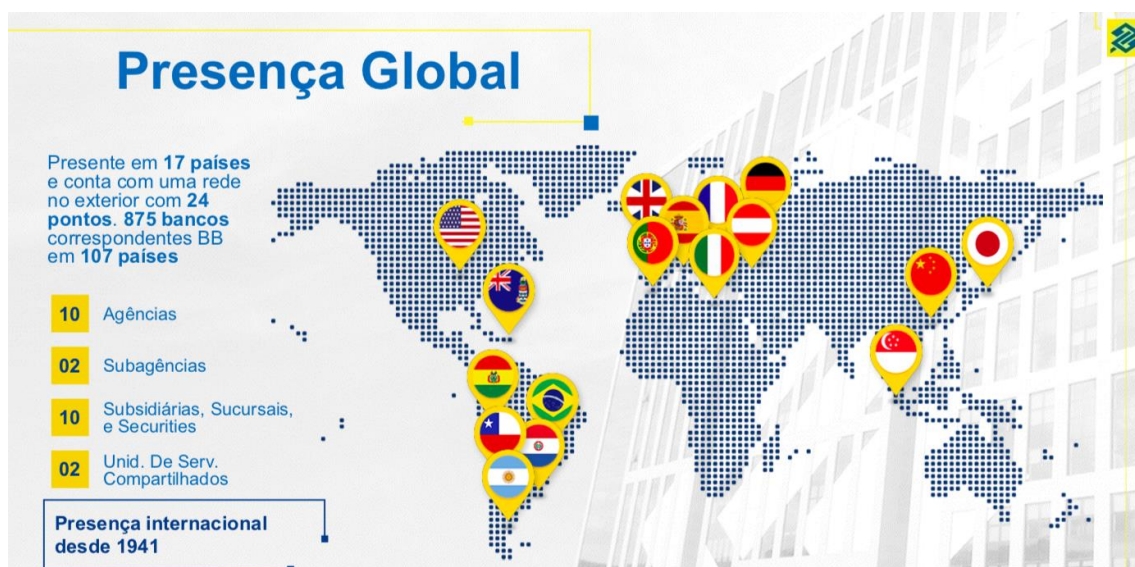 Presença Global
Presente em 17 países
e conta com uma rede
no exterior com 24
pontos. 875 bancos
correspondentes BB
em 107 países
10 Agências
02 Subagências
10 Subsidiárias, Sucursais,
e Securities
02 Unid. De Serv.
Compartilhados
Presença internacional
desde 1941